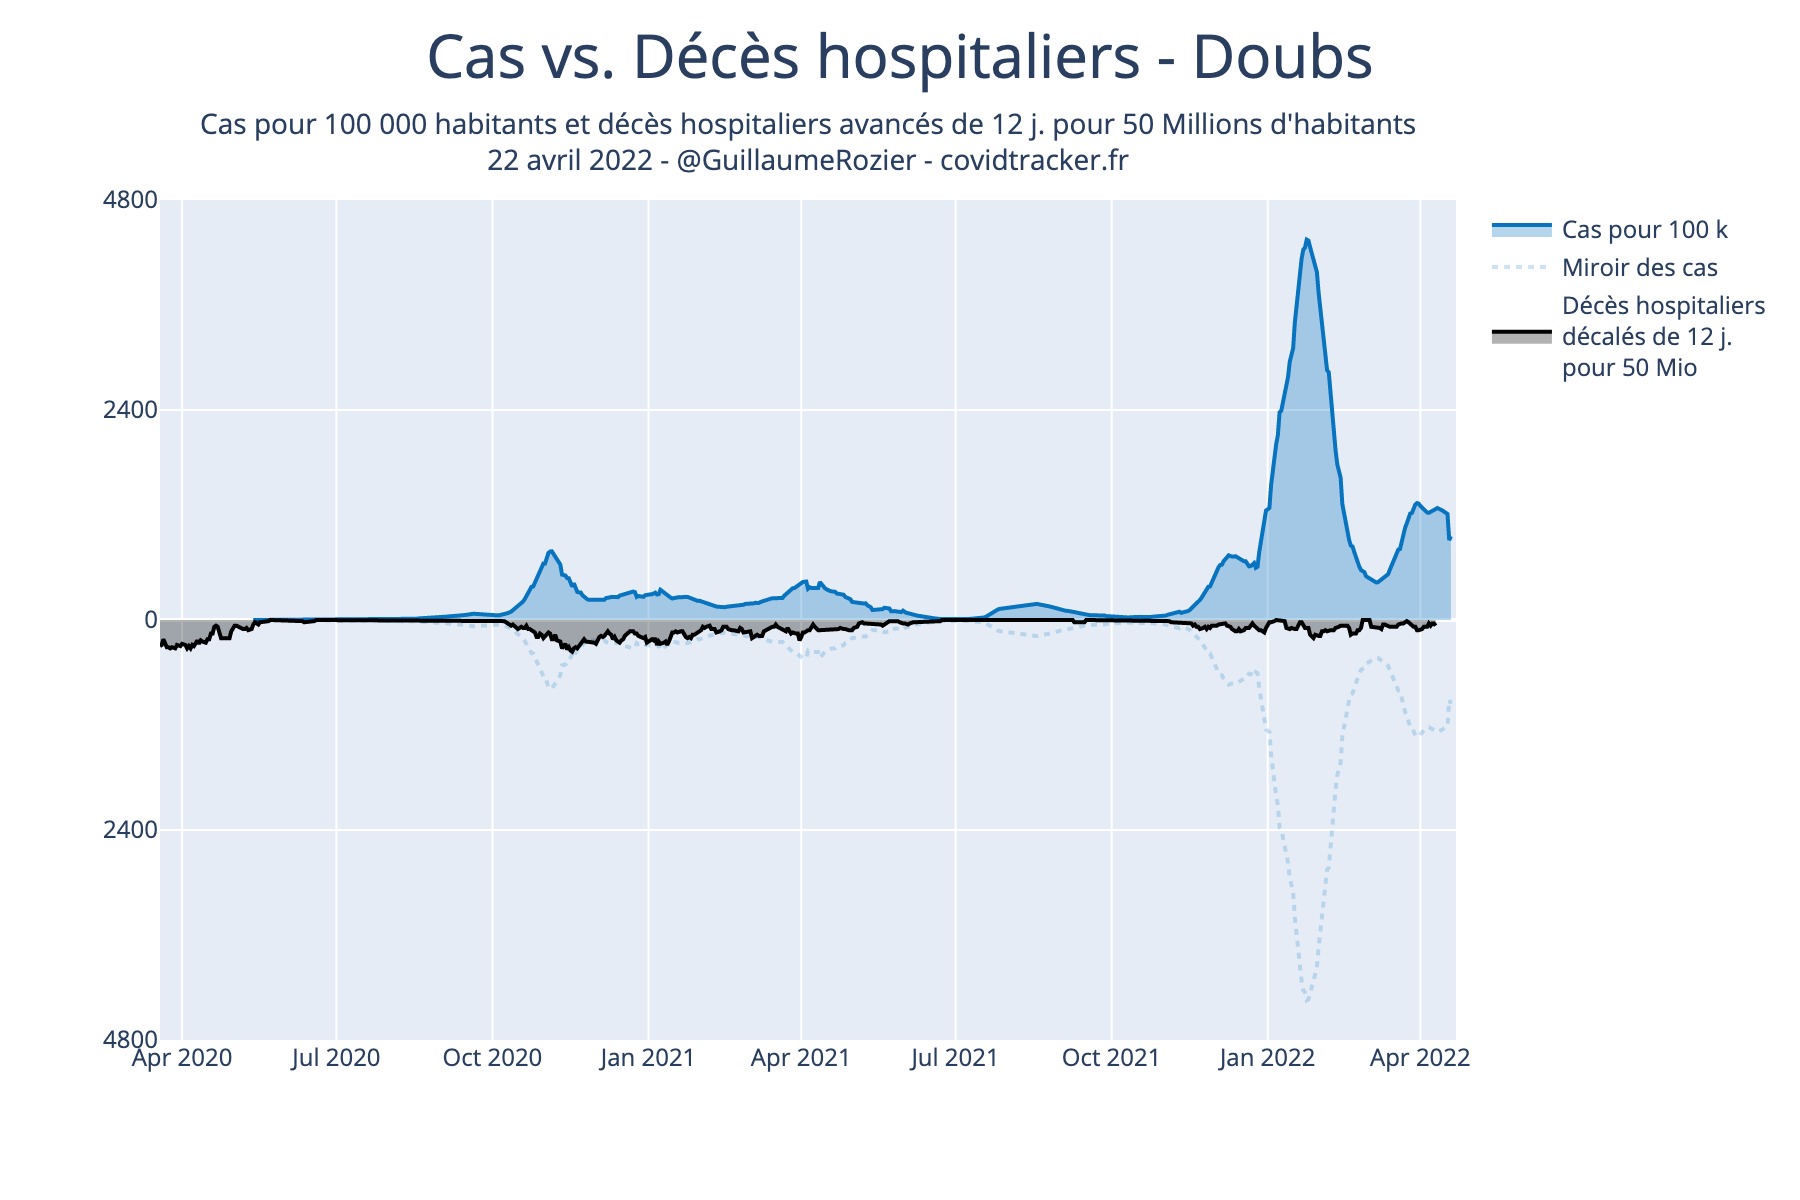 Cas vs. Décès hospitaliers - Doubs
Cas pour 100 000 habitants et décès hospitaliers avancés de 12 j. pour 50 Millions d'habitants
22 avril 2022 - @GuillaumeRozier - covidtracker.fr
4800
2400
0
2400
4800
Apr 2020
Jul 2020
Oct 2020
Jan 2021
Apr 2021
Jul 2021
Oct 2021
Jan 2022
Apr 2022
Cas pour 100 k
Miroir des cas
Décès hospitaliers
décalés de 12 j.
pour 50 Mio